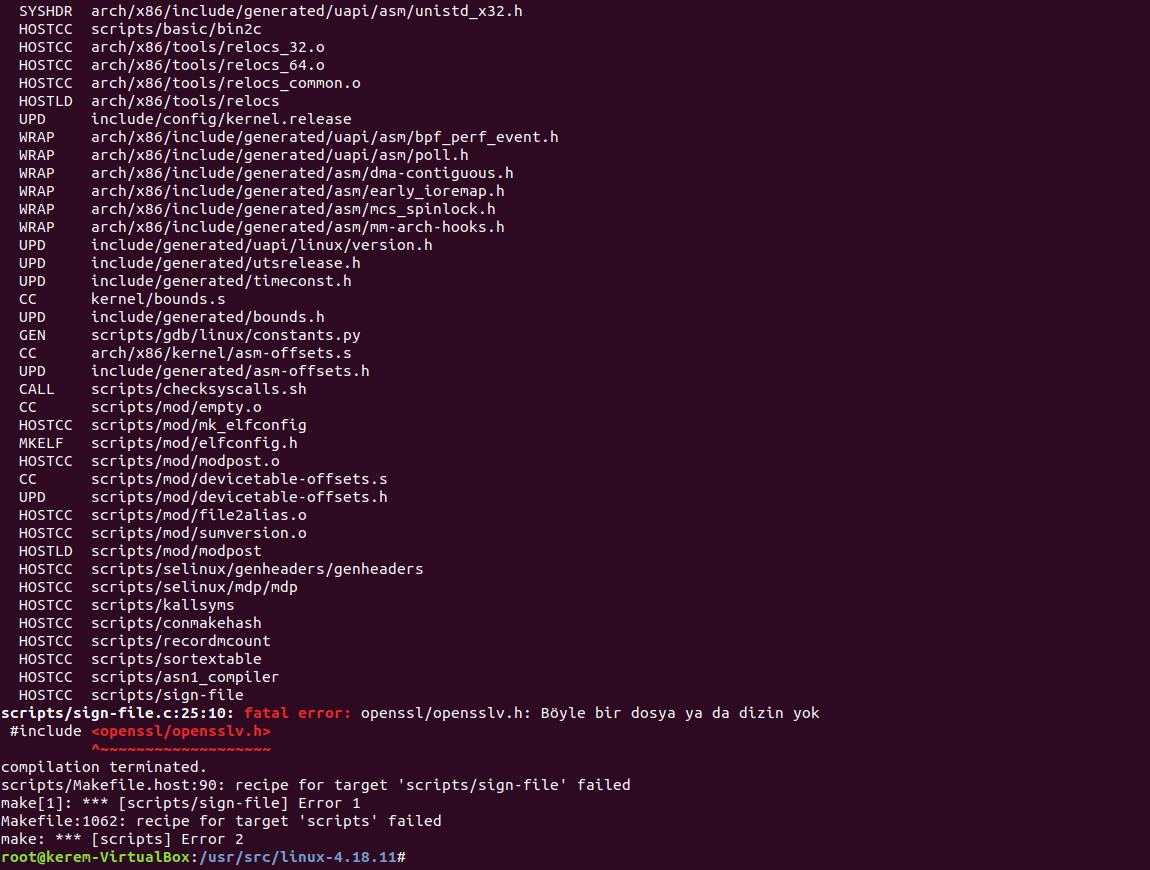 SYSHDR  arch/x86/include/generated/uapi/asm/unistd_x32.h
HOSTCC  scripts/basic/bin2c
HOSTCC  arch/x86/tools/relocs_32.o
HOSTCC  arch/x86/tools/relocs_64.o
HOSTCC  arch/x86/tools/relocs_common.o
HOSTLD  arch/x86/tools/relocs
UPD     include/config/kernel.release
WRAP    arch/x86/include/generated/uapi/asm/bpf_perf_event.h
WRAP    arch/x86/include/generated/uapi/asm/poll.h
WRAP    arch/x86/include/generated/asm/dma-contiguous.h
WRAP    arch/x86/include/generated/asm/early_ioremap.h
WRAP    arch/x86/include/generated/asm/mcs_spinlock.h
WRAP    arch/x86/include/generated/asm/mm-arch-hooks.h
UPD     include/generated/uapi/linux/version.h
UPD     include/generated/utsrelease.h
UPD     include/generated/timeconst.h
CC      kernel/bounds.s
UPD     include/generated/bounds.h
GEN     scripts/gdb/linux/constants.py
CC      arch/x86/kernel/asm-offsets.s
UPD     include/generated/asm-offsets.h
CALL    scripts/checksyscalls.sh
CC      scripts/mod/empty.o
HOSTCC  scripts/mod/mk_elfconfig
MKELF   scripts/mod/elfconfig.h
HOSTCC  scripts/mod/modpost.o
CC      scripts/mod/devicetable-offsets.s
UPD     scripts/mod/devicetable-offsets.h
HOSTCC  scripts/mod/file2alias.o
HOSTCC  scripts/mod/sumversion.o
HOSTLD  scripts/mod/modpost
HOSTCC  scripts/selinux/genheaders/genheaders
HOSTCC  scripts/selinux/mdp/mdp
HOSTCC  scripts/kallsyms
HOSTCC  scripts/conmakehash
HOSTCC  scripts/recordmcount
HOSTCC  scripts/sortextable
HOSTCC  scripts/asn1_compiler
HOSTCC  scripts/sign-file
scripts/sign-file.c:25:10: fatal error: openssl/opensslv.h: Böyle bir dosya ya da dizin yok
#include <openssl/opensslv.h>
^~~~~~~~~~~~~~~~~~~~
compilation terminated.
scripts/Makefile.host:90: recipe for target 'scripts/sign-file' failed
make[1]: *** [scripts/sign-file] Error 1
Makefile:1062: recipe for target 'scripts' failed
make: *** [scripts] Error 2
root@kerem-VirtualBox:/usr/src/linux-4.18.11#